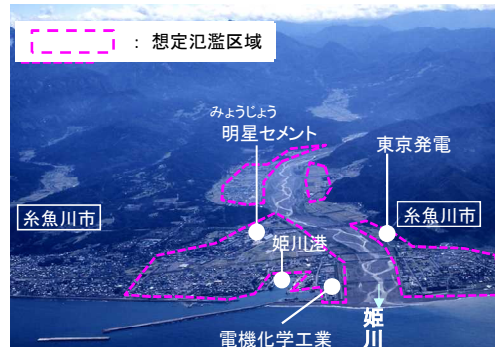 : 想定氾濫区域
みょうじょう
明星セメント
東京発電
糸魚川市
糸魚川市
姫川港
電機化学工業
姫川